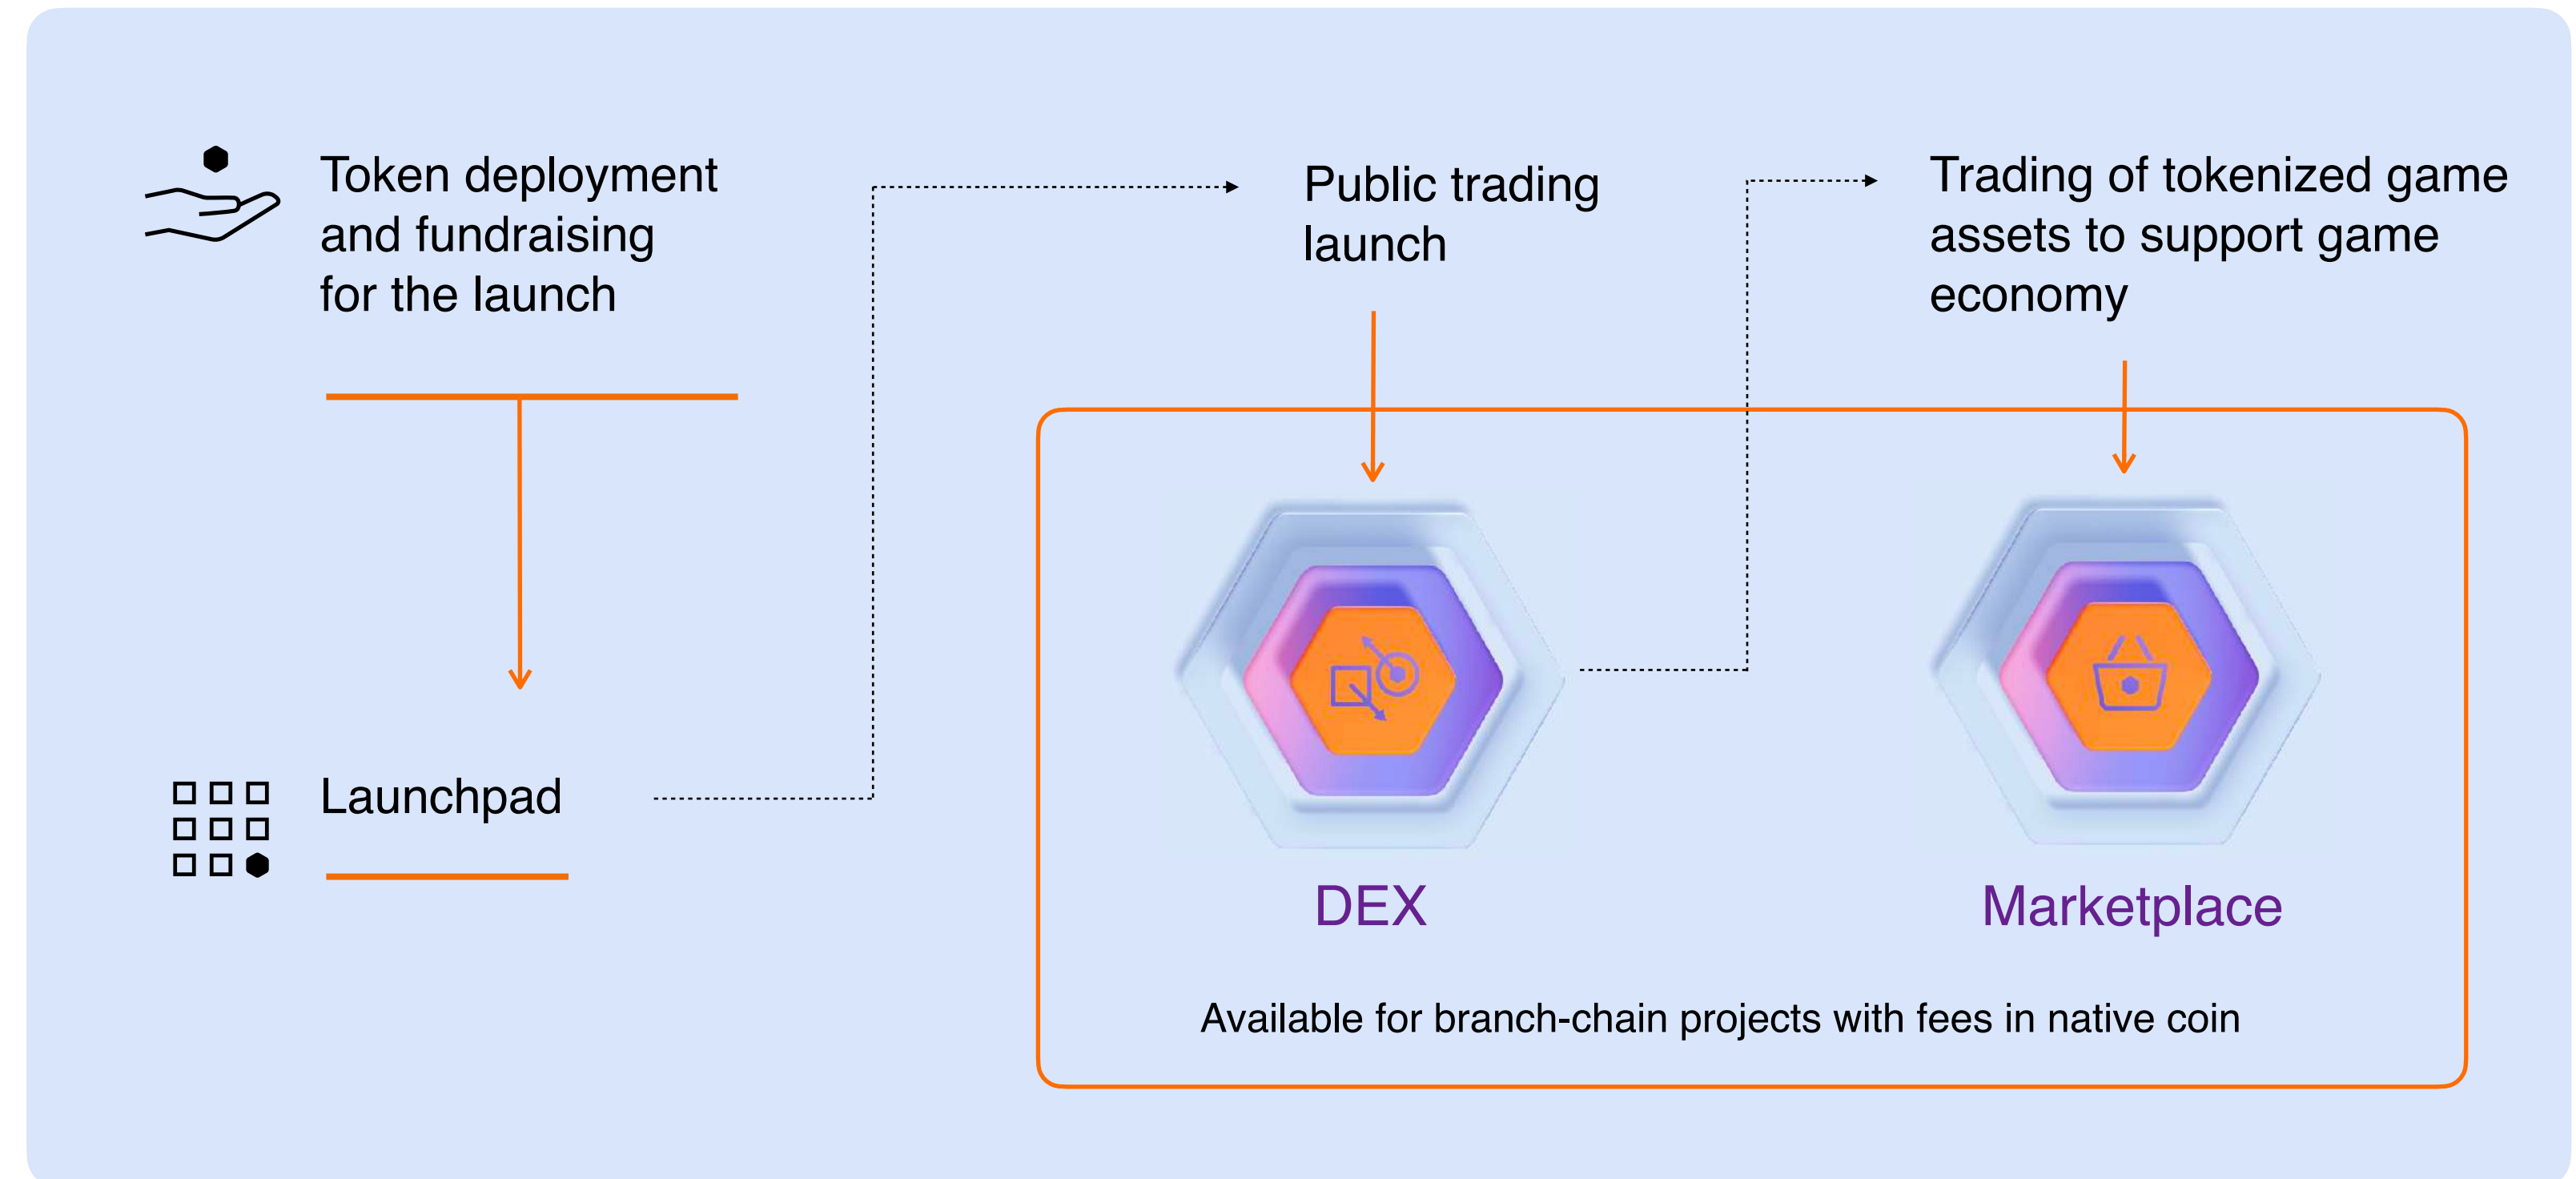 Token deployment
and fundraising
for the launch
Launchpad
Public trading
launch
Trading of tokenized game
assets to support game
economy
DEX
Marketplace
Available for branch-chain projects with fees in native coin